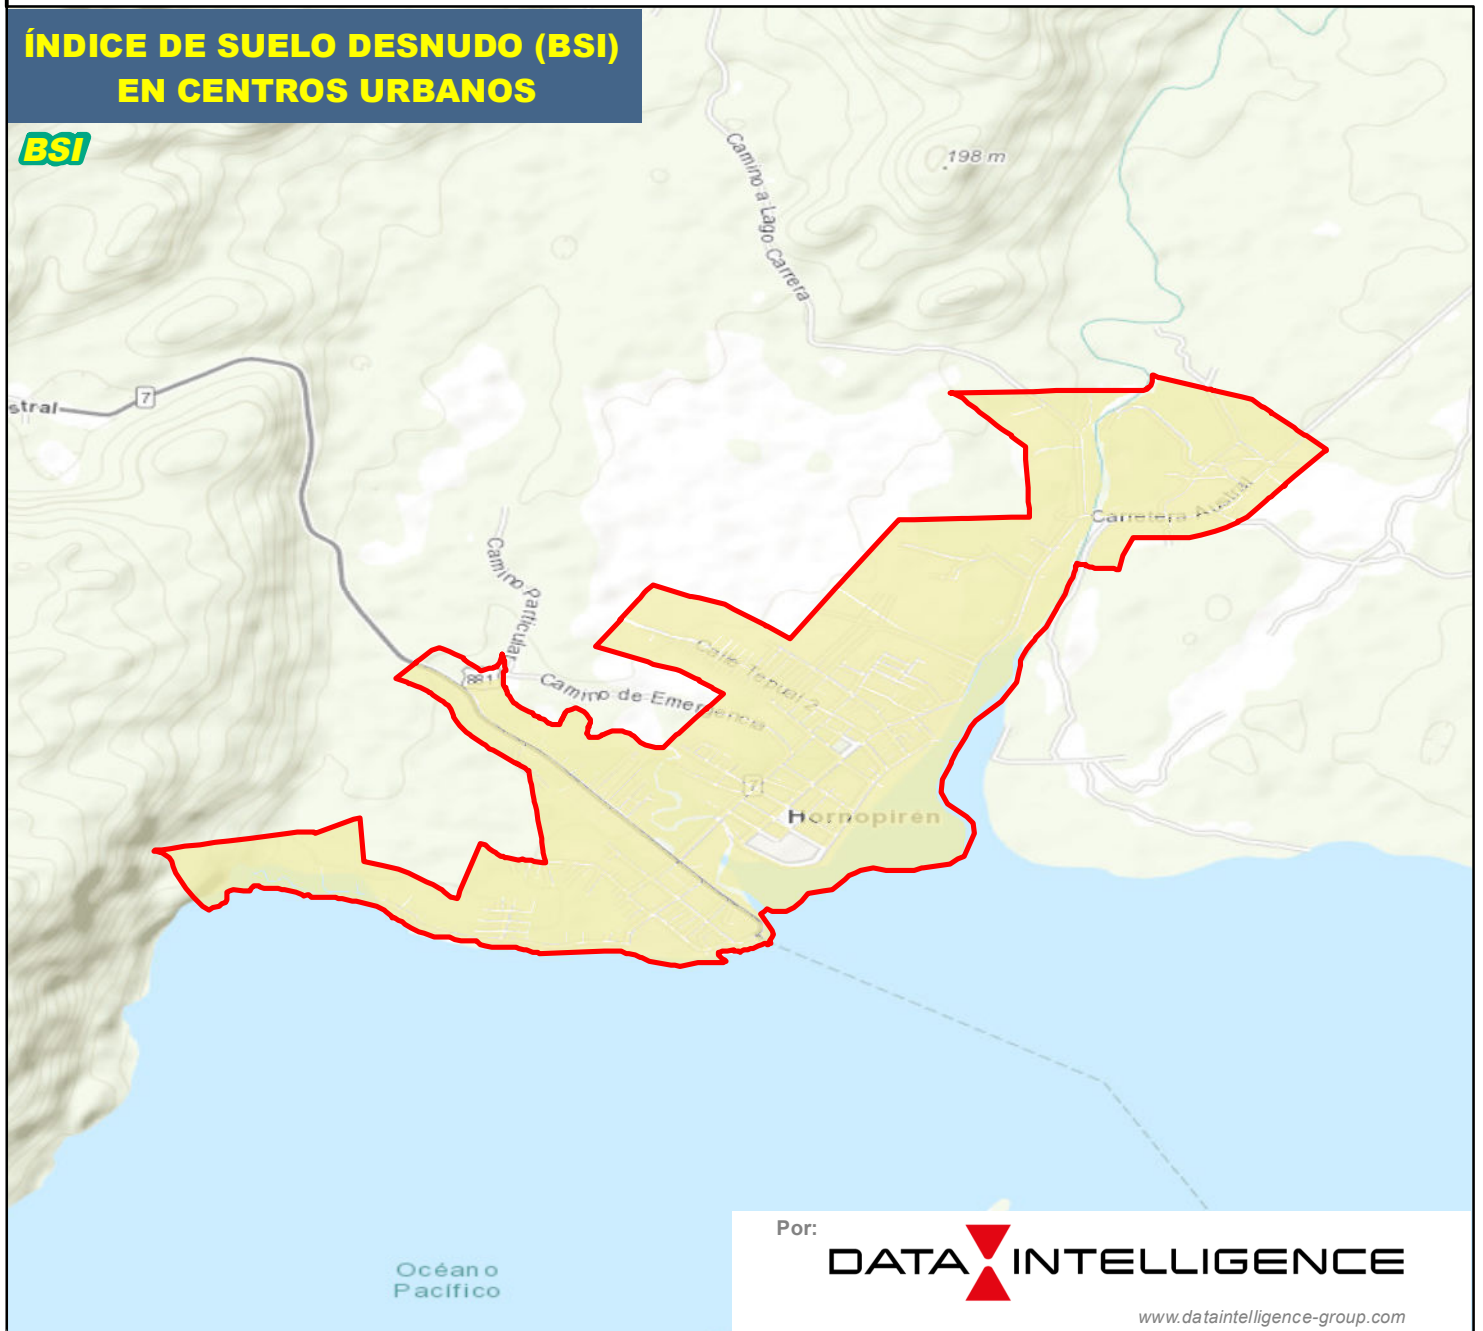 ÍNDICE DE SUELO DESNUDO (BSI)
EN CENTROS URBANOS
BSI
198 m
Camino a Lago Carrera
7
stral
Carretera Austral
Camino Particular
881
Camino de Emergencia
Calle Tepual 2
7
Hornopirén
Océano
Pacífico
Por:
DATA INTELLIGENCE
www.dataintelligence-group.com